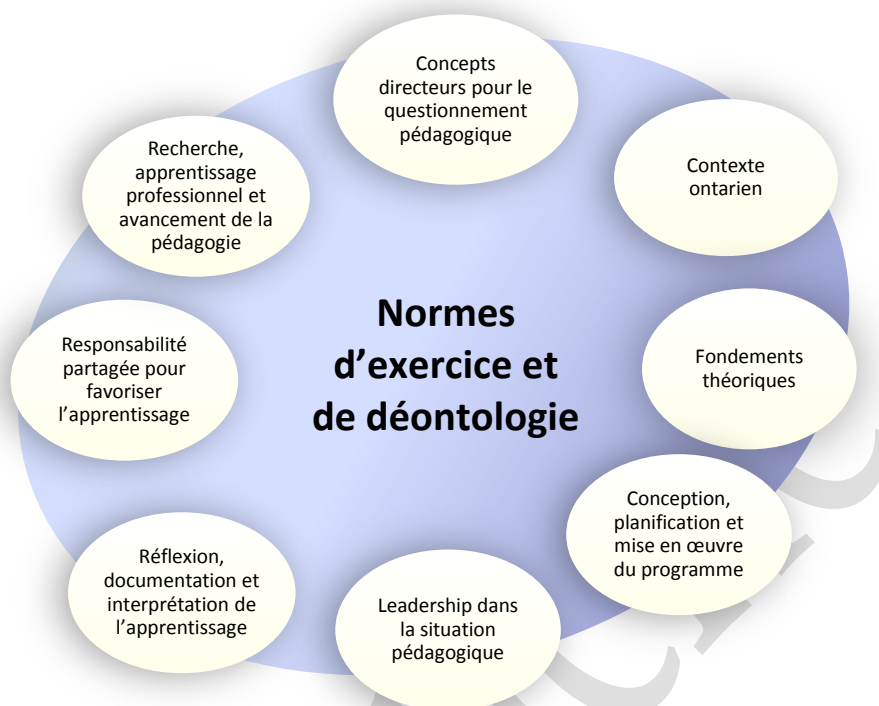 Concepts
directeurs pour le
questionnement
pédagogique
Contexte
ontarien
Fondements
théoriques
Conception,
planification et
mise en œuvre
du programme
Leadership dans
la situation
pédagogique
Réflexion,
documentation et
interprétation de
l'apprentissage
Responsabilité
partagée pour
favoriser
l'apprentissage
Recherche,
apprentissage
professionnel et
avancement de la
pédagogie
Normes
d'exercice et
de déontologie